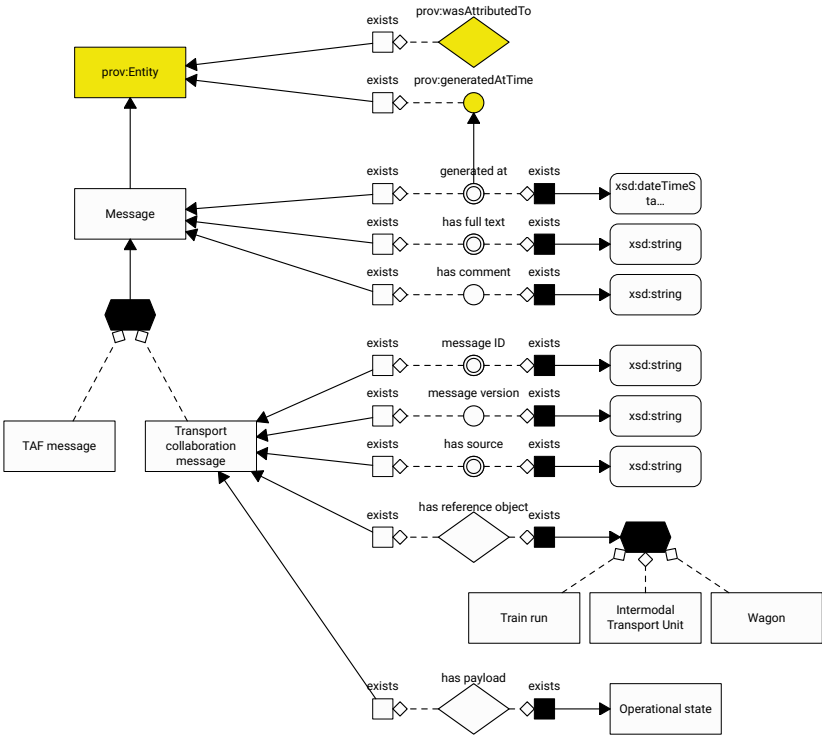 prov:wasAttributedTo
exists
prov:Entity
prov:generatedAtTime
exists
exists
generated at
exists
xsd:dateTimeS
ta...
Message
exists
has full text
exists
xsd:string
exists
has comment
exists
xsd:string
exists
message ID
exists
xsd:string
exists
message version
exists
xsd:string
TAF message
Transport
collaboration
message
exists
has source
exists
xsd:string
exists
has reference object
exists
Train run
Intermodal
Transport Unit
Wagon
exists
has payload
exists
Operational state